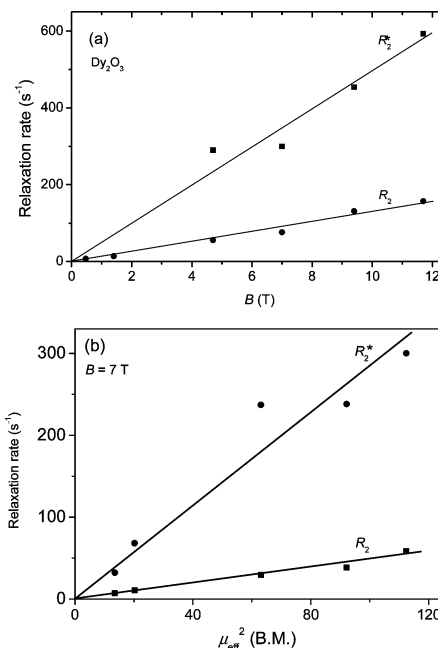 (a)
Dy₂O₃
R₂*
R₂
Relaxation rate (s⁻¹)
600
400
200
0
0 2 4 6 8 10 12
B (T)
(b)
B = 7 T
R₂*
R₂
Relaxation rate (s⁻¹)
300
200
100
50
0
0 40 80 120
μeff² (B.M.)